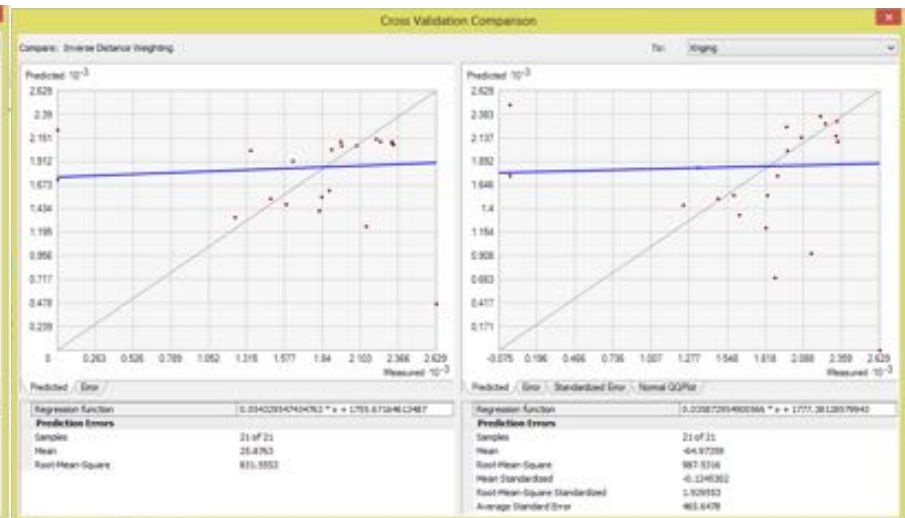 Cross Validation Comparison
Compare: Inverse Distance Weighting
To: Kriging
Predicted 10-3
2.628
2.39
2.151
1.912
1.673
1.434
1.195
0.956
0.717
0.478
0.239
0 0.263 0.526 0.789 1.052 1.315 1.577 1.84 2.103 2.366 2.629
Measured 10-3
Predicted Error
Regression function
Prediction Errors
Samples 21 of 21
Mean
Root-Mean-Square
Predicted 10-3
2.628
2.383
2.137
1.892
1.646
1.4
1.154
0.908
0.663
0.417
0.171
-0.075 0.196 0.466 0.736 1.007 1.277 1.548 1.818 2.088 2.359 2.629
Measured 10-3
Predicted Error Standardized Error Normal QQPlot
Regression function
Prediction Errors
Samples 21 of 21
Mean
Root-Mean-Square
Mean Standardized
Root-Mean-Square Standardized
Average Standard Error